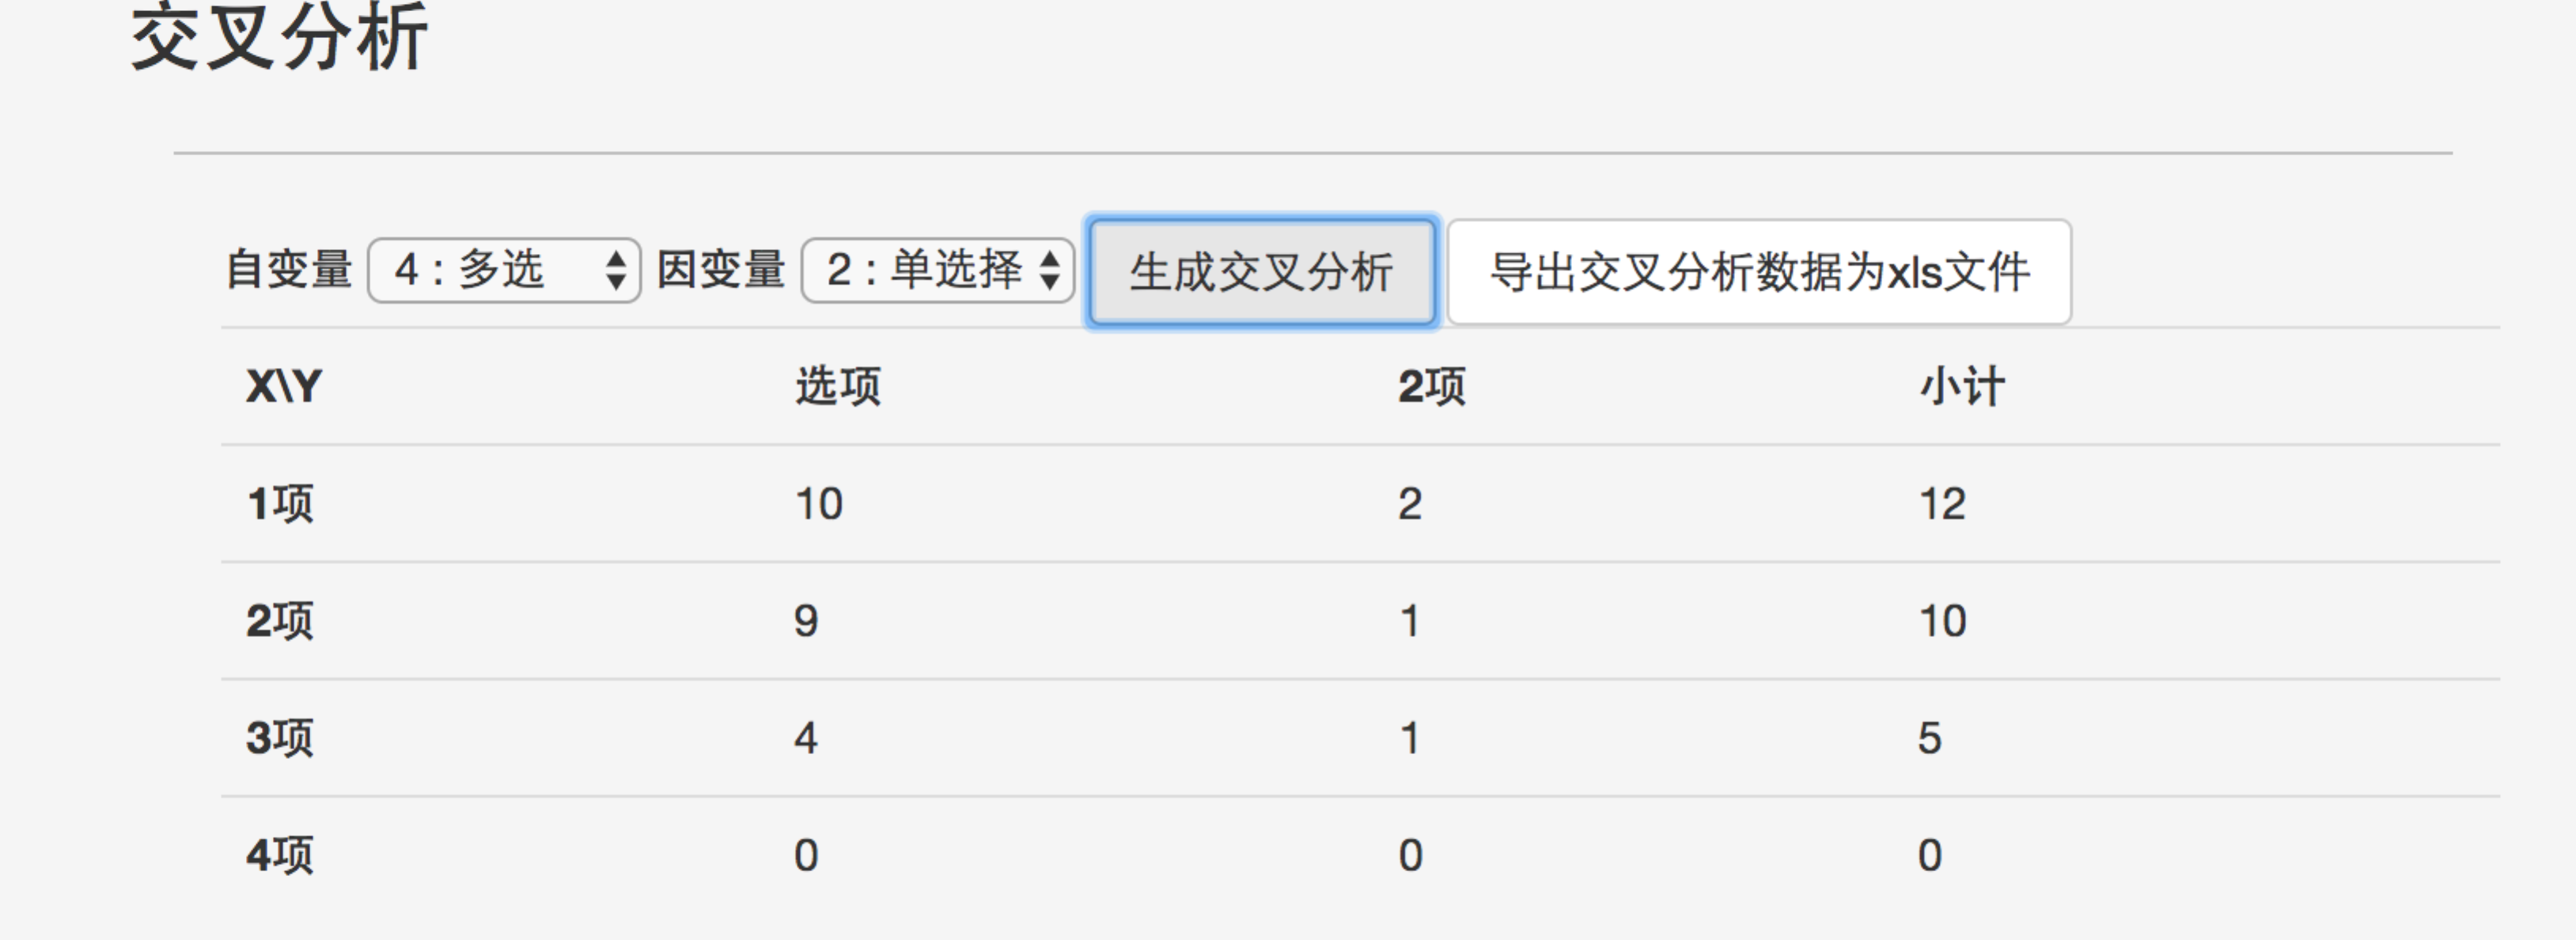 交叉分析
自变量 4 : 多选 因变量 2 : 单选择 生成交叉分析 导出交叉分析数据为xls文件
X\Y 选项 2项 小计
1项 10 2 12
2项 9 1 10
3项 4 1 5
4项 0 0 0